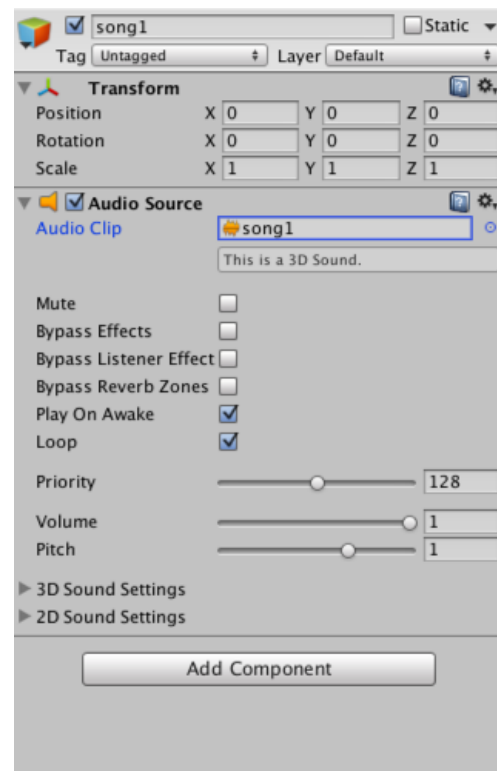 song1 Static
Tag Untagged Layer Default
Transform
Position X 0 Y 0 Z 0
Rotation X 0 Y 0 Z 0
Scale X 1 Y 1 Z 1
Audio Source
Audio Clip song1
This is a 3D Sound.
Mute
Bypass Effects
Bypass Listener Effect
Bypass Reverb Zones
Play On Awake
Loop
Priority 128
Volume 1
Pitch 1
3D Sound Settings
2D Sound Settings
Add Component